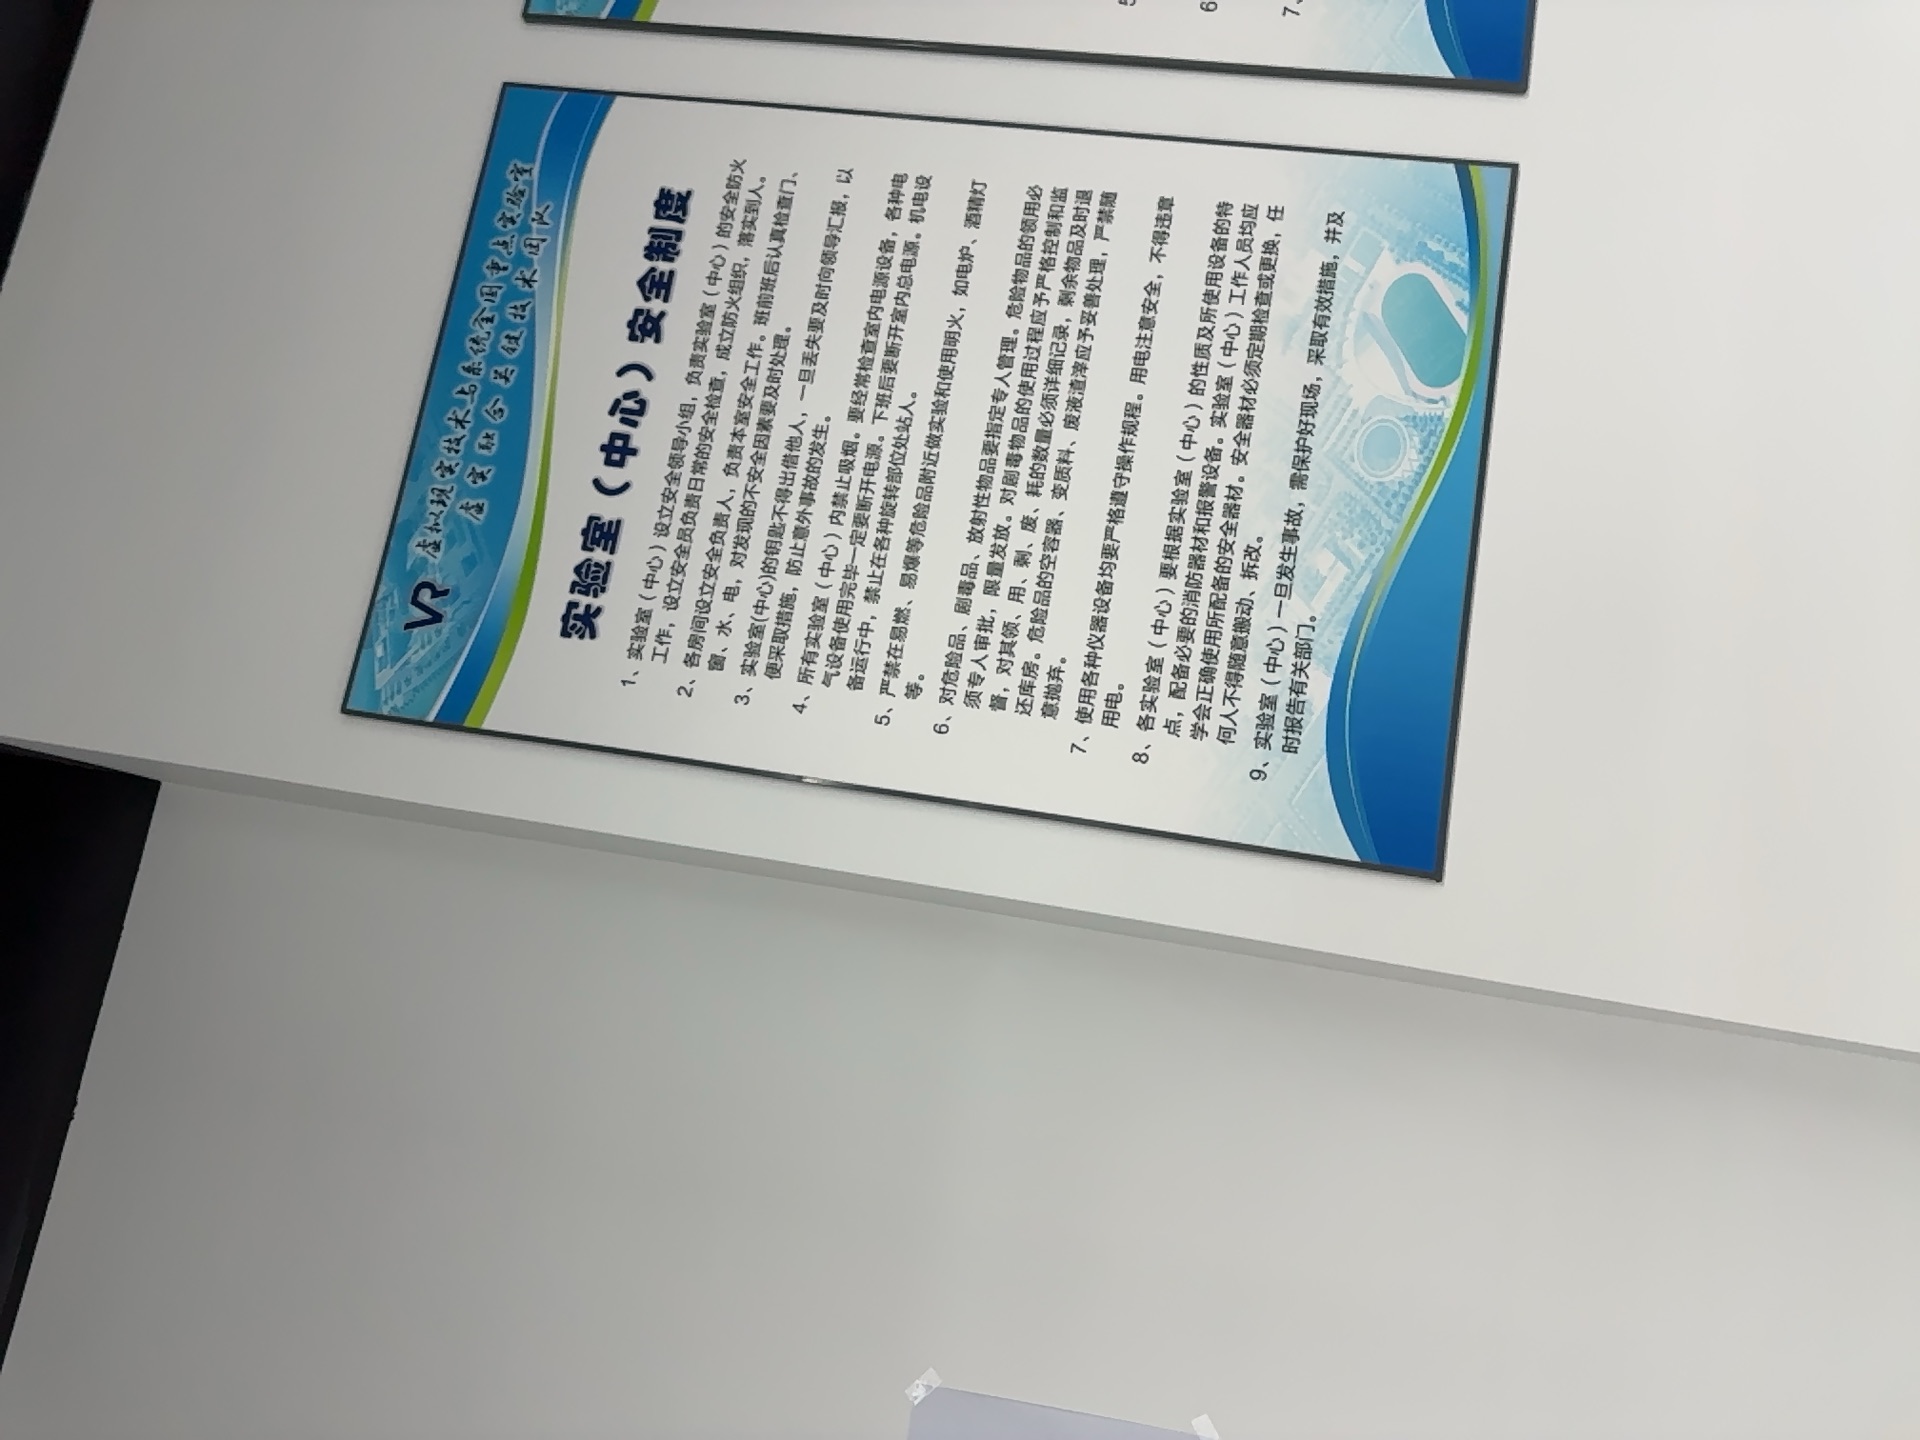 VR 虚拟现实技术与系统全国重点实验室
虚实融合关键技术团队
实验室（中心）安全制度
1、实验室（中心）设立安全领导小组，负责实验室（中心）的安全防火
工作，设立安全员负责日常的安全检查，成立防火组织，落实到人。
2、各房间设立安全负责人，负责本室安全工作。班前班后认真检查门、
窗、水、电，对发现的不安全因素要及时处理。
3、实验室(中心)的钥匙不得出借他人，一旦丢失要及时向领导汇报，以
便采取措施，防止意外事故的发生。
4、所有实验室（中心）内禁止吸烟。要经常检查室内电源设备，各种电
气设备使用完毕一定要断开电源。下班后要断开室内总电源。机电设
备运行中，禁止在各种旋转部位处站人。
5、严禁在易燃、易爆等危险品附近做实验和使用明火，如电炉、酒精灯
等。
6、对危险品、剧毒品、放射性物品要指定专人管理。危险物品的领用必
须专人审批，限量发放。对剧毒物品的使用过程应予严格控制和监
督，对其领、用、剩、废、耗的数量必须详细记录，剩余物品及时退
还库房。危险品的空容器、变质料、废液渣滓应予妥善处理，严禁随
意抛弃。
7、使用各种仪器设备均要严格遵守操作规程。用电注意安全，不得违章
用电。
8、各实验室（中心）要根据实验室（中心）的性质及所使用设备的特
点，配备必要的消防器材和报警设备。实验室（中心）工作人员均应
学会正确使用所配备的安全器材。安全器材必须定期检查或更换，任
何人不得随意搬动、拆改。
9、实验室（中心）一旦发生事故，需保护好现场，采取有效措施，并及
时报告有关部门。
5
6
7、